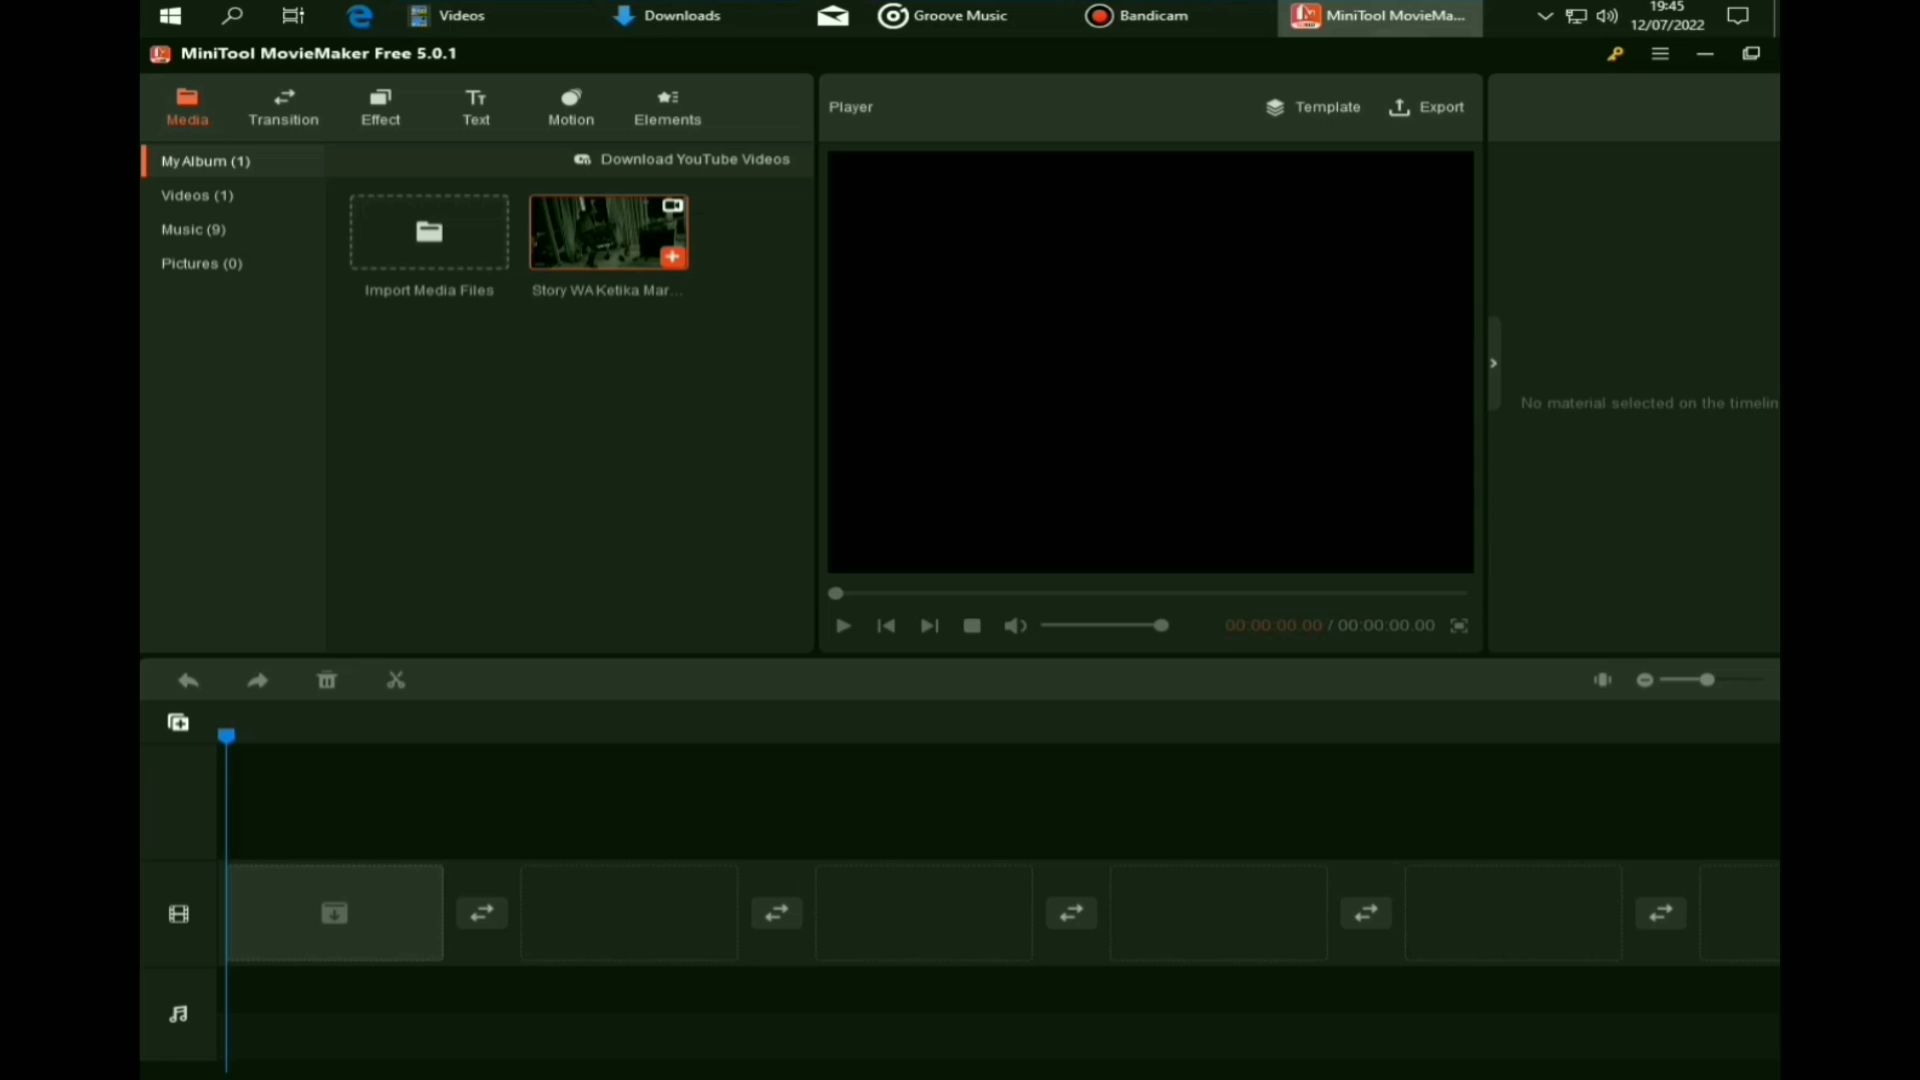 Videos
Downloads
Groove Music
Bandicam
MiniTool MovieMa...
19:45
12/07/2022
MiniTool MovieMaker Free 5.0.1
Media
Transition
Effect
Text
Motion
Elements
Player
Template
Export
My Album (1)
Download YouTube Videos
Videos (1)
Music (9)
Pictures (0)
Import Media Files
Story WA Ketika Mar...
No material selected on the timelin
00:00:00.00 / 00:00:00.00